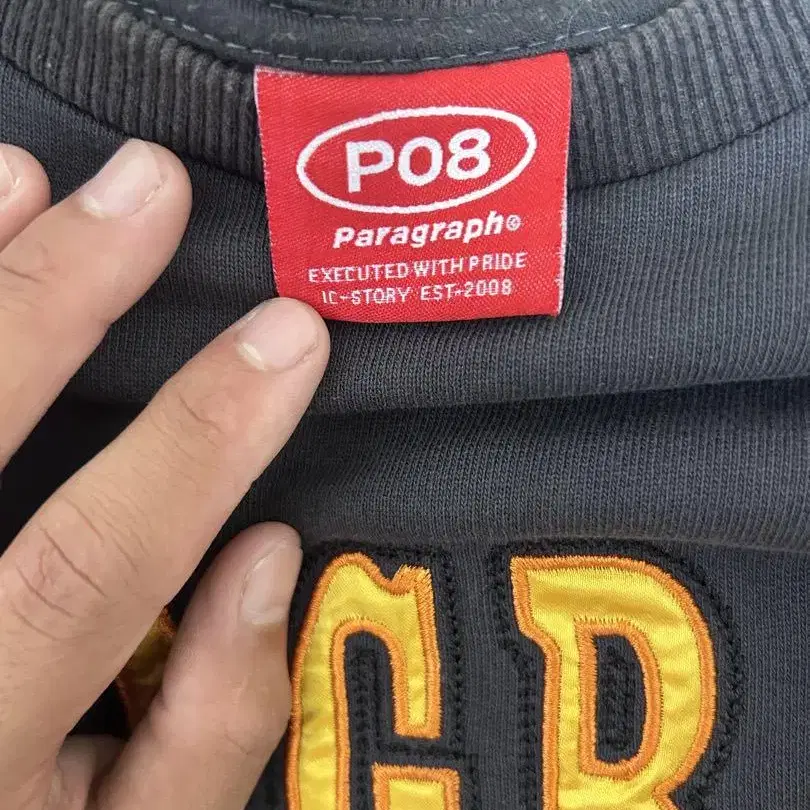 P08
Paragraph®
EXECUTED WITH PRIDE
IC-STORY EST-2008
GR